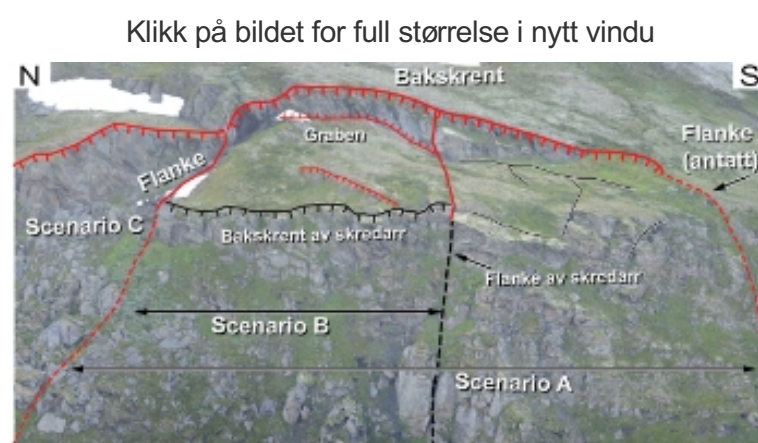 Klikk på bildet for full størrelse i nytt vindu
N
S
Bakskrent
Graben
Flanke
(antatt)
Flanke
Scenario C
Bakskrent av skredarr
Flanke av skredarr
Scenario B
Scenario A